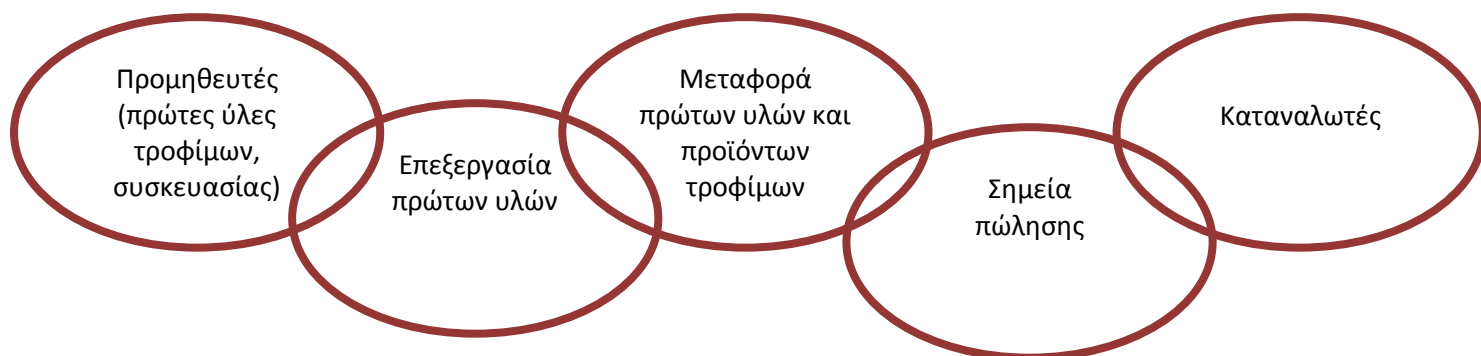 Προμηθευτές
(πρώτες ύλες
τροφίμων,
συσκευασίας)
Επεξεργασία
πρώτων υλών
Μεταφορά
πρώτων υλών και
προϊόντων
τροφίμων
Σημεία
πώλησης
Καταναλωτές